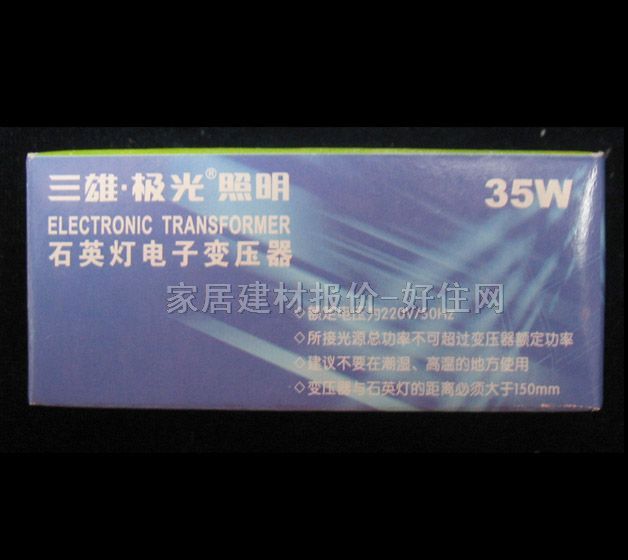 三雄·极光®照明
35W
ELECTRONIC TRANSFORMER
石英灯电子变压器
家居建材报价-好住网
◇额定电压为220V/50Hz
◇所接光源总功率不可超过变压器额定功率
◇建议不要在潮湿、高温的地方使用
◇变压器与石英灯的距离必须大于150mm